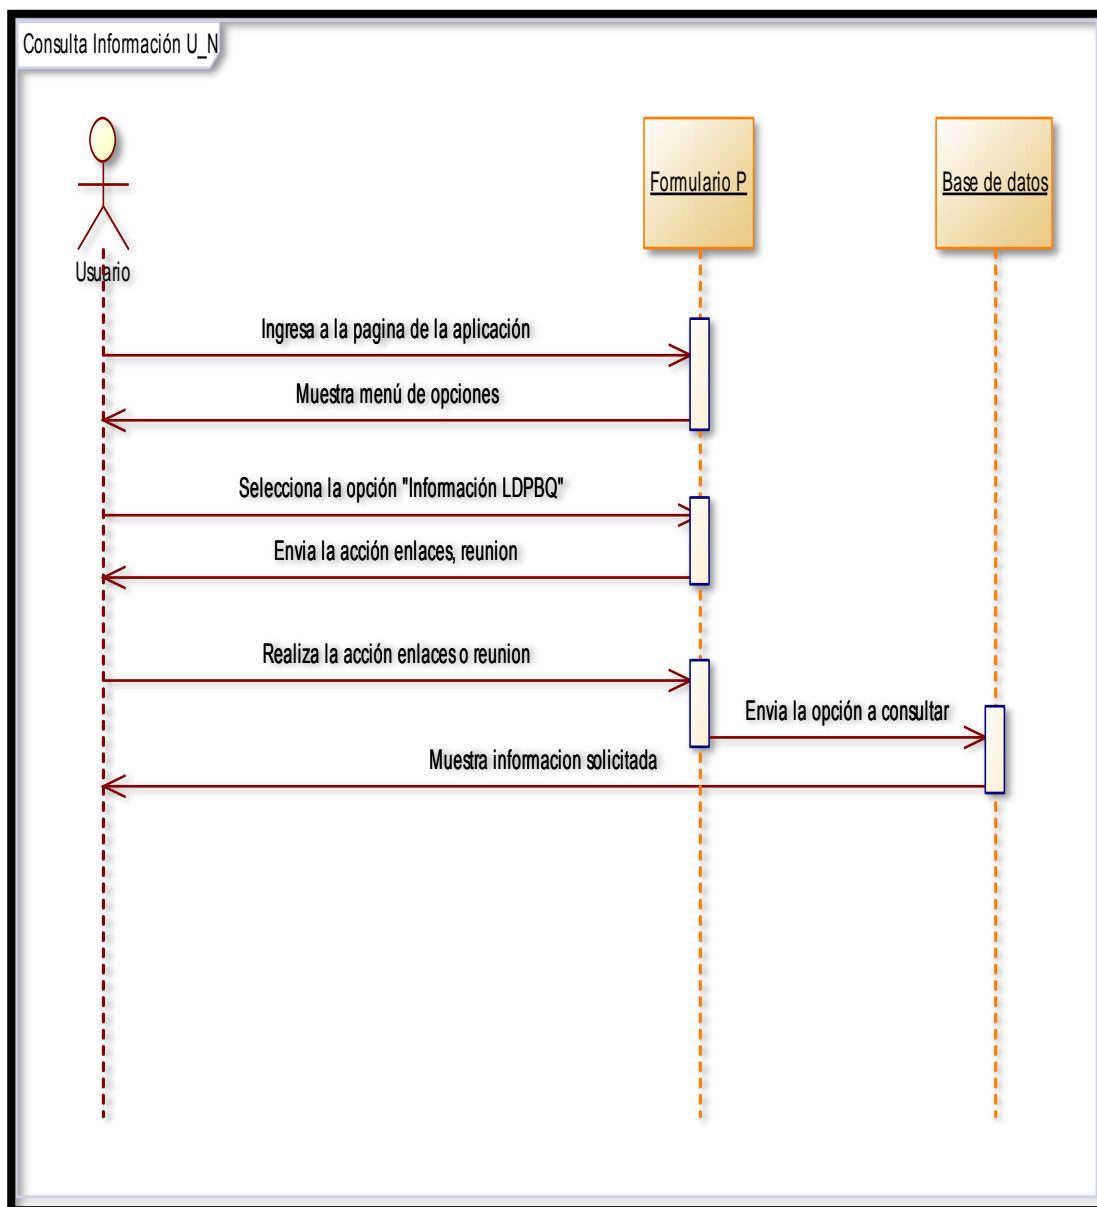 Consulta Información U_N
Formulario P
Base de datos
Usuario
Ingresa a la pagina de la aplicación
Muestra menú de opciones
Selecciona la opción "Información LDPBQ"
Envia la acción enlaces, reunion
Realiza la acción enlaces o reunion
Envia la opción a consultar
Muestra informacion solicitada